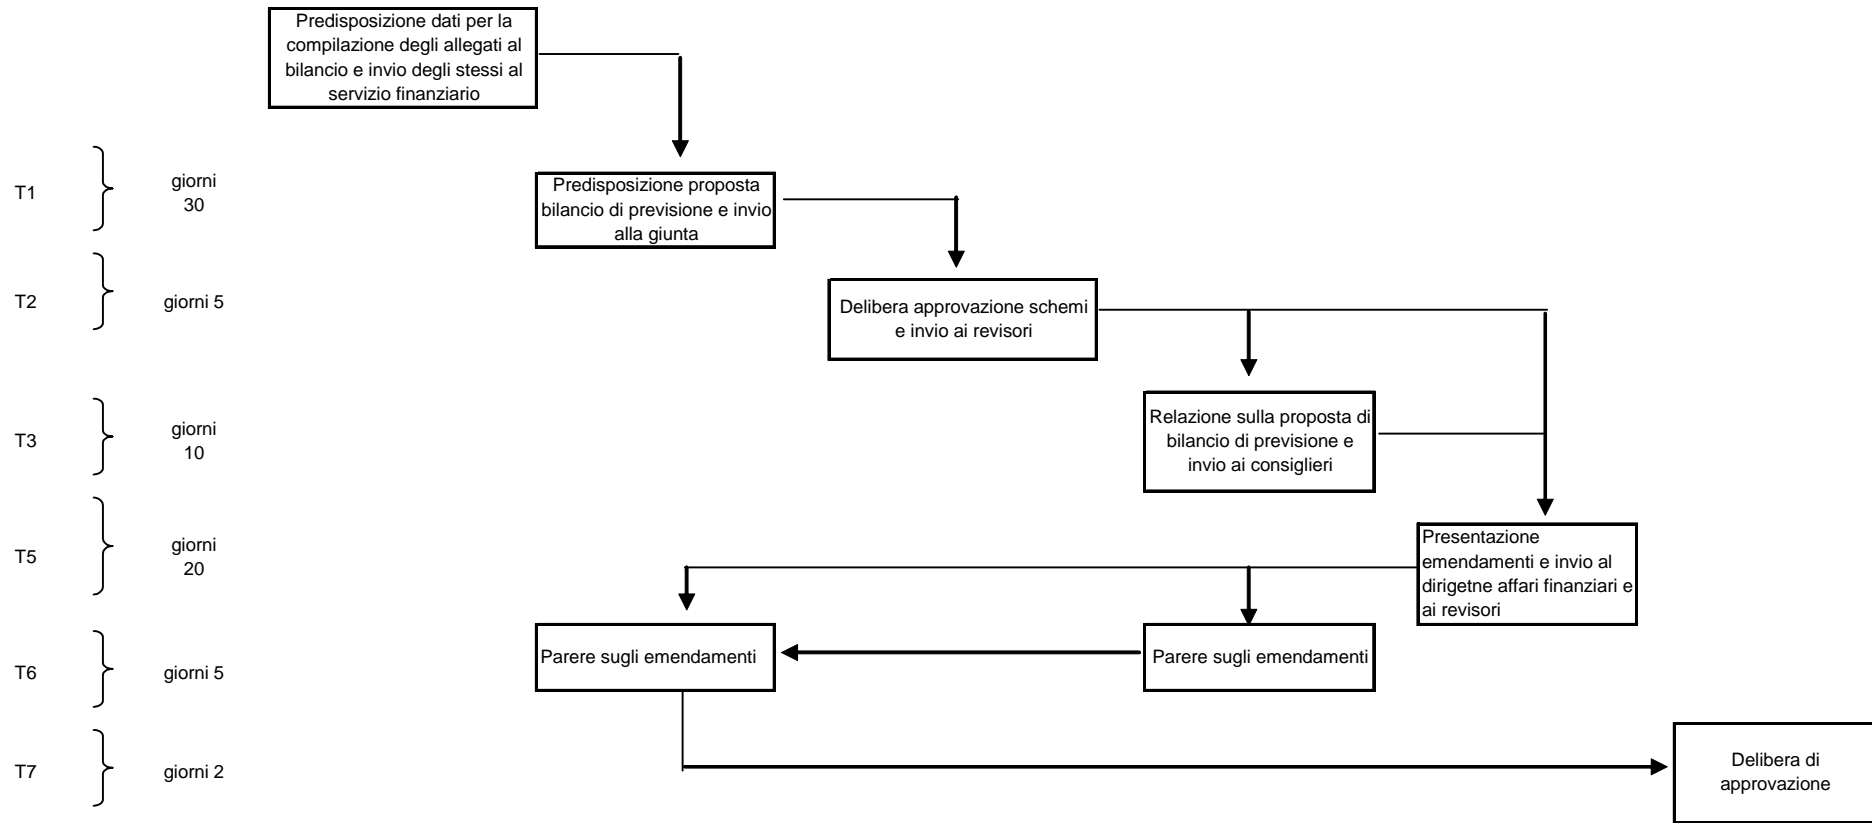 Predisposizione dati per la
compilazione degli allegati al
bilancio e invio degli stessi al
servizio finanziario
T1
giorni
30
Predisposizione proposta
bilancio di previsione e invio
alla giunta
T2
giorni 5
Delibera approvazione schemi
e invio ai revisori
T3
giorni
10
Relazione sulla proposta di
bilancio di previsione e
invio ai consiglieri
T5
giorni
20
Presentazione
emendamenti e invio al
dirigetne affari finanziari e
ai revisori
T6
giorni 5
Parere sugli emendamenti
Parere sugli emendamenti
T7
giorni 2
Delibera di
approvazione